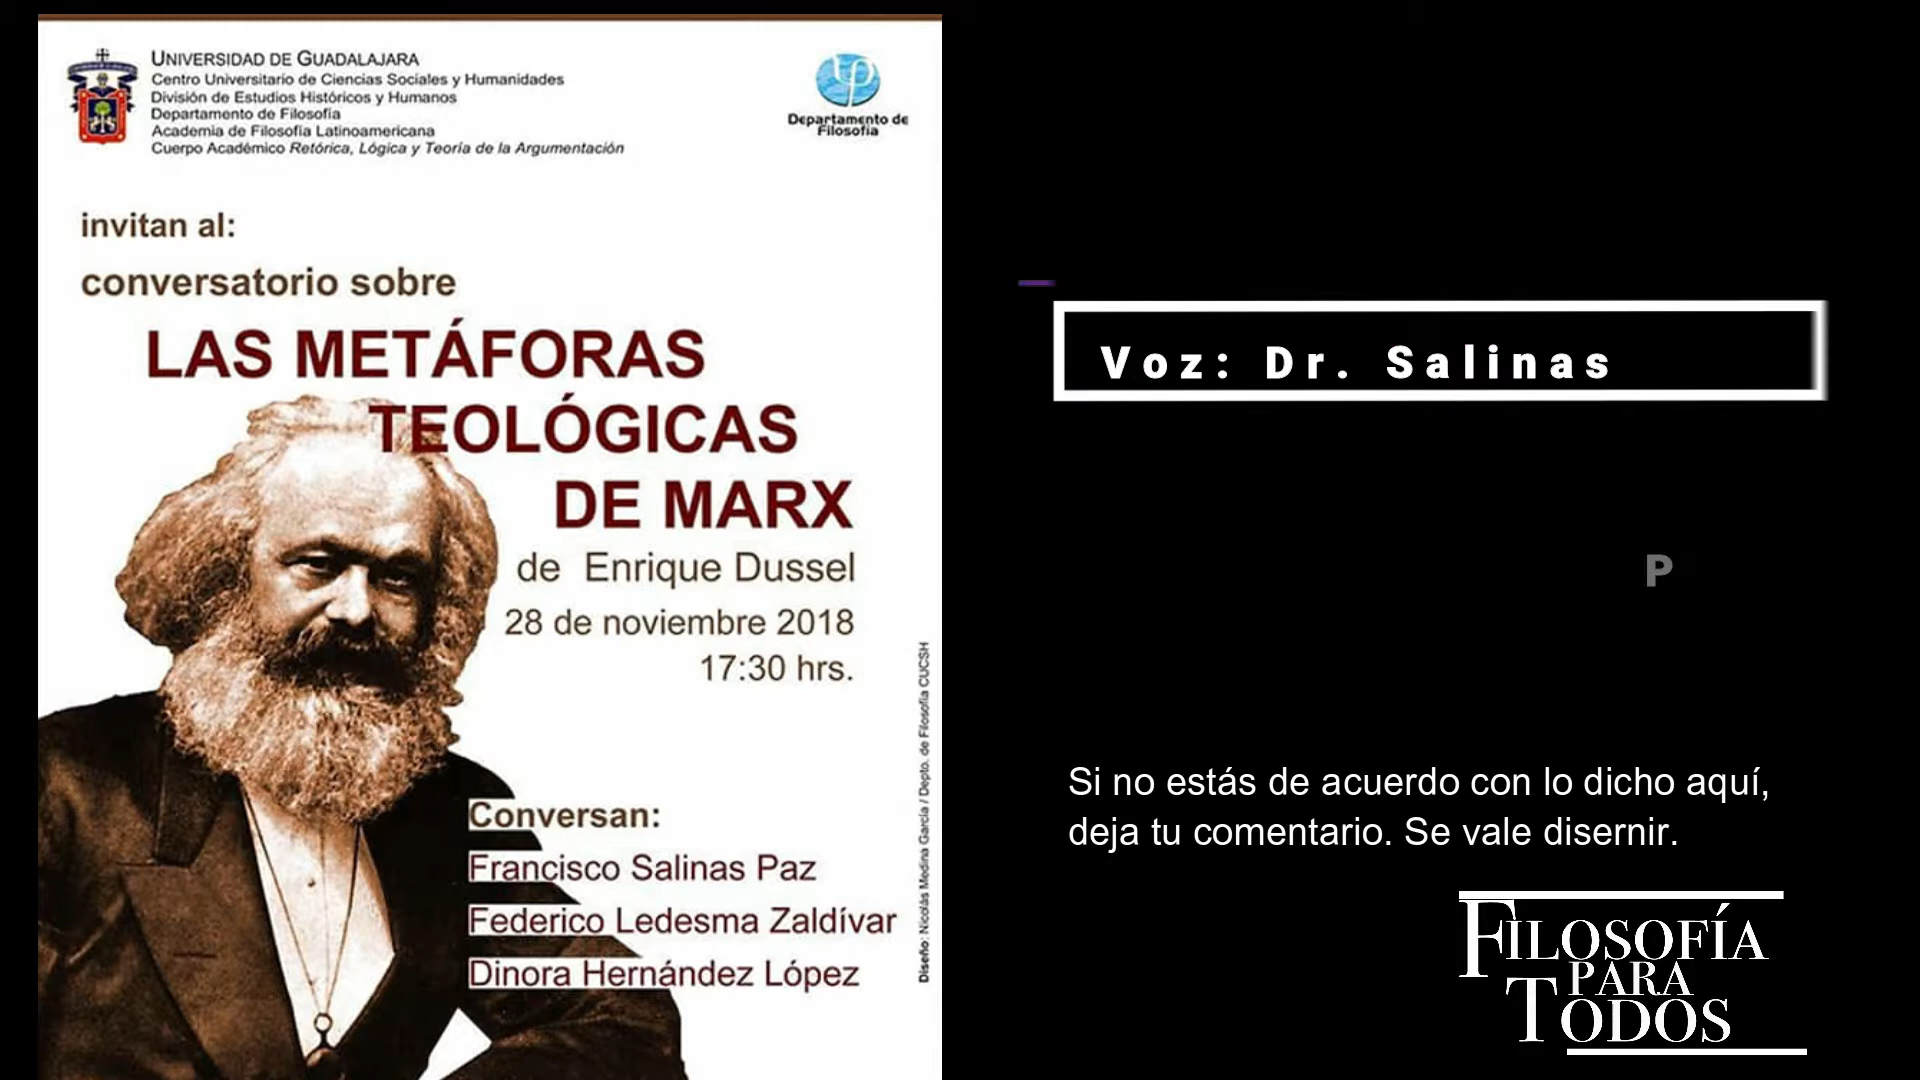 UNIVERSIDAD DE GUADALAJARA
Centro Universitario de Ciencias Sociales y Humanidades
División de Estudios Históricos y Humanos
Departamento de Filosofía
Academia de Filosofía Latinoamericana
Cuerpo Académico Retórica, Lógica y Teoría de la Argumentación
Departamento de
Filosofía
invitan al:
conversatorio sobre
LAS METÁFORAS
TEOLÓGICAS
DE MARX
de Enrique Dussel
28 de noviembre 2018
17:30 hrs.
Conversan:
Francisco Salinas Paz
Federico Ledesma Zaldívar
Dinora Hernández López
Diseño: Nicolás Medina García / Depto. de Filosofía CUCSH
Voz: Dr. Salinas
P
Si no estás de acuerdo con lo dicho aquí,
deja tu comentario. Se vale disernir.
FILOSOFÍA
PARA
TODOS